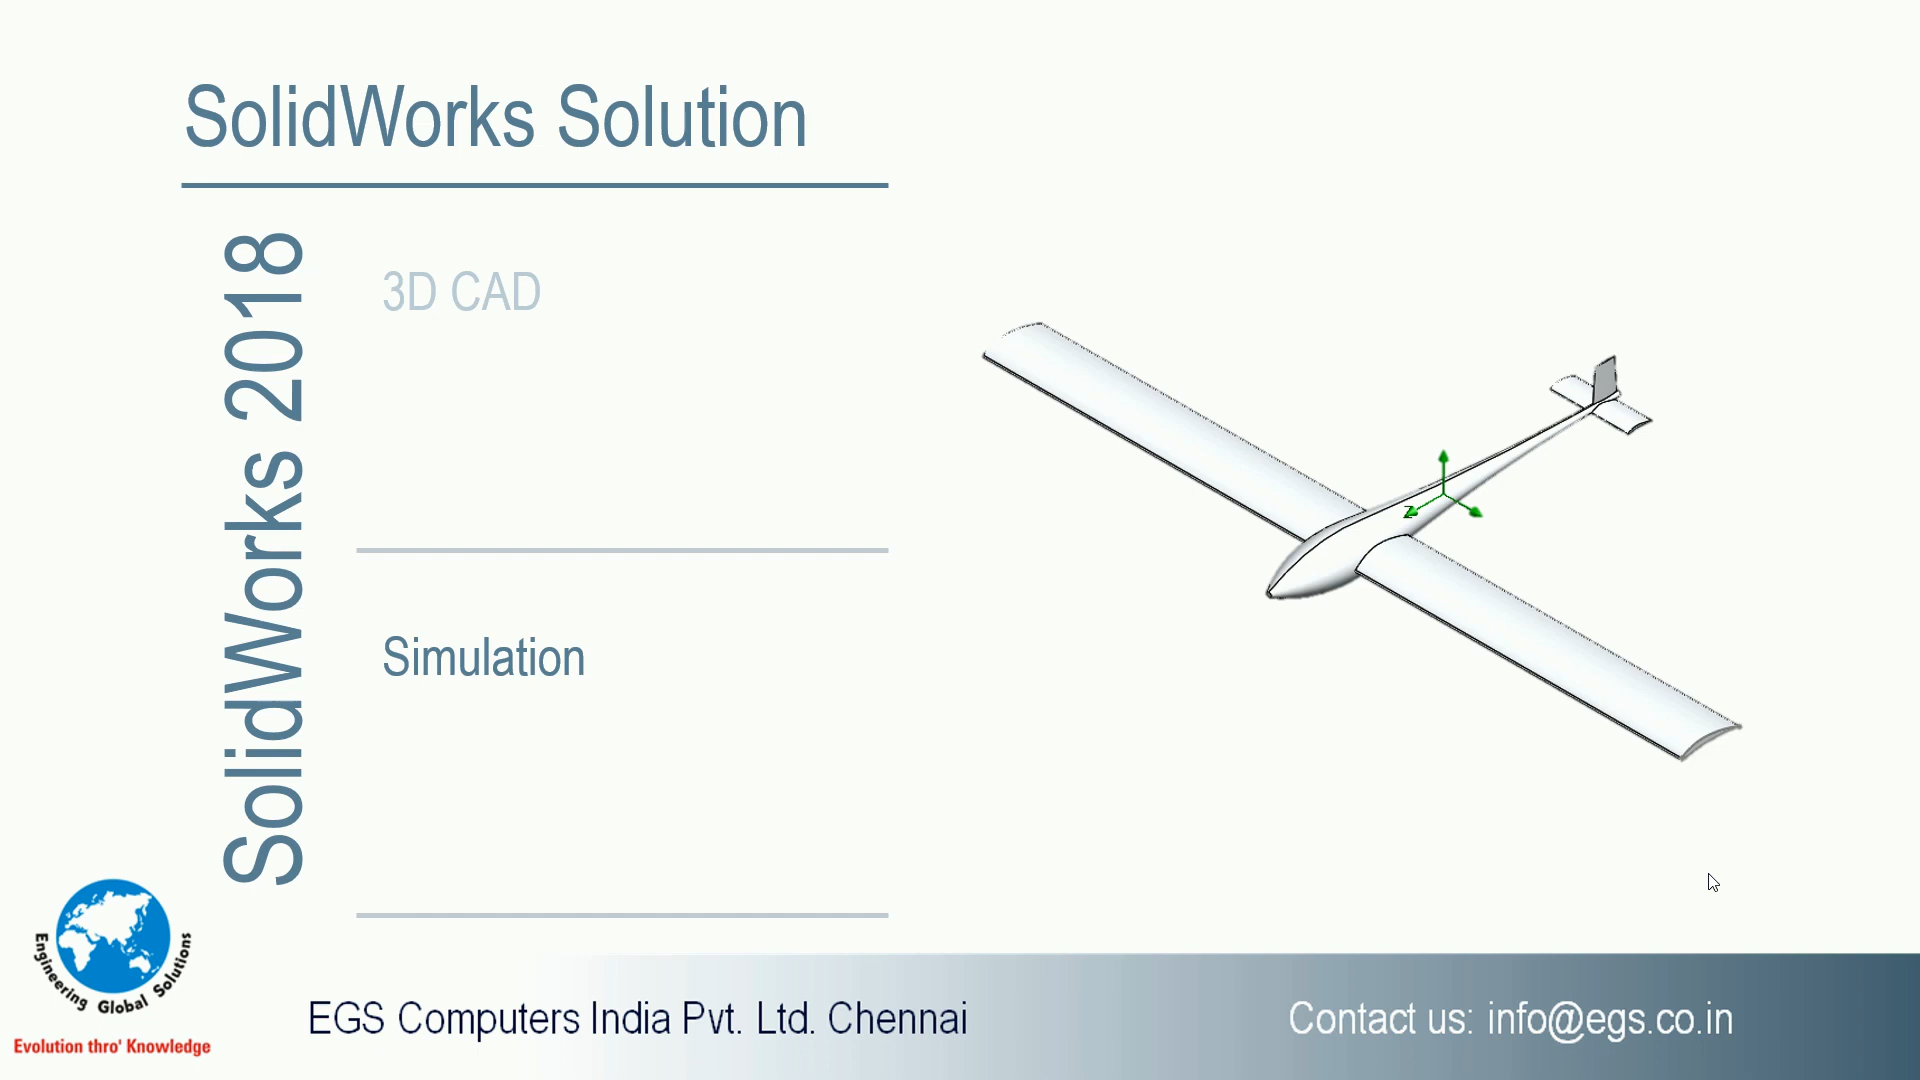 SolidWorks Solution
SolidWorks 2018
3D CAD
Simulation
Z
Engineering Global Solutions
Evolution thro' Knowledge
EGS Computers India Pvt. Ltd. Chennai
Contact us: info@egs.co.in